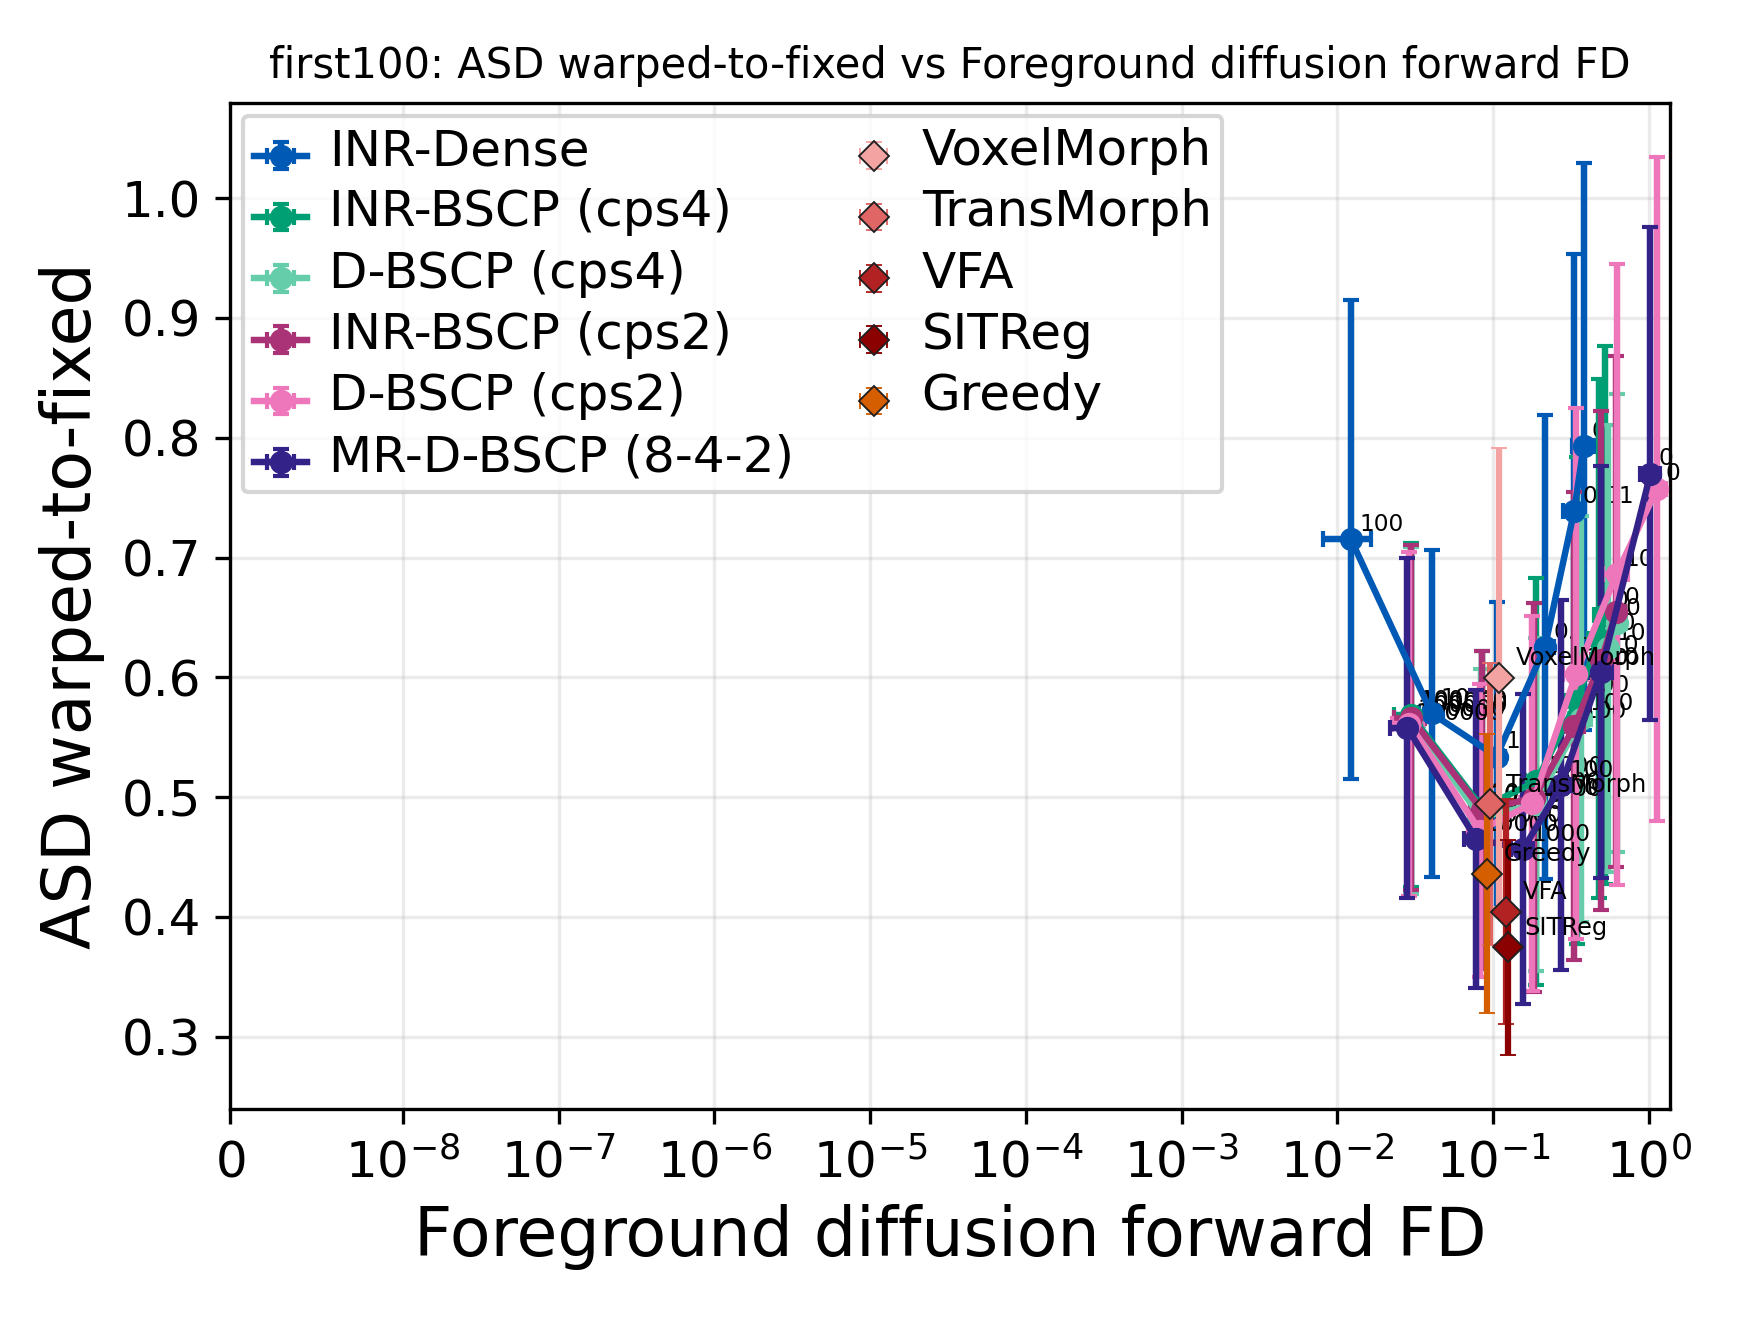 first100: ASD warped-to-fixed vs Foreground diffusion forward FD
INR-Dense
INR-BSCP (cps4)
D-BSCP (cps4)
INR-BSCP (cps2)
D-BSCP (cps2)
MR-D-BSCP (8-4-2)
VoxelMorph
TransMorph
VFA
SITReg
Greedy
ASD warped-to-fixed
1.0
0.9
0.8
0.7
0.6
0.5
0.4
0.3
100
0
0
VoxelMorph
TransMorph
1000
Greedy
VFA
SITReg
0
10⁻⁸
10⁻⁷
10⁻⁶
10⁻⁵
10⁻⁴
10⁻³
10⁻²
10⁻¹
10⁰
Foreground diffusion forward FD